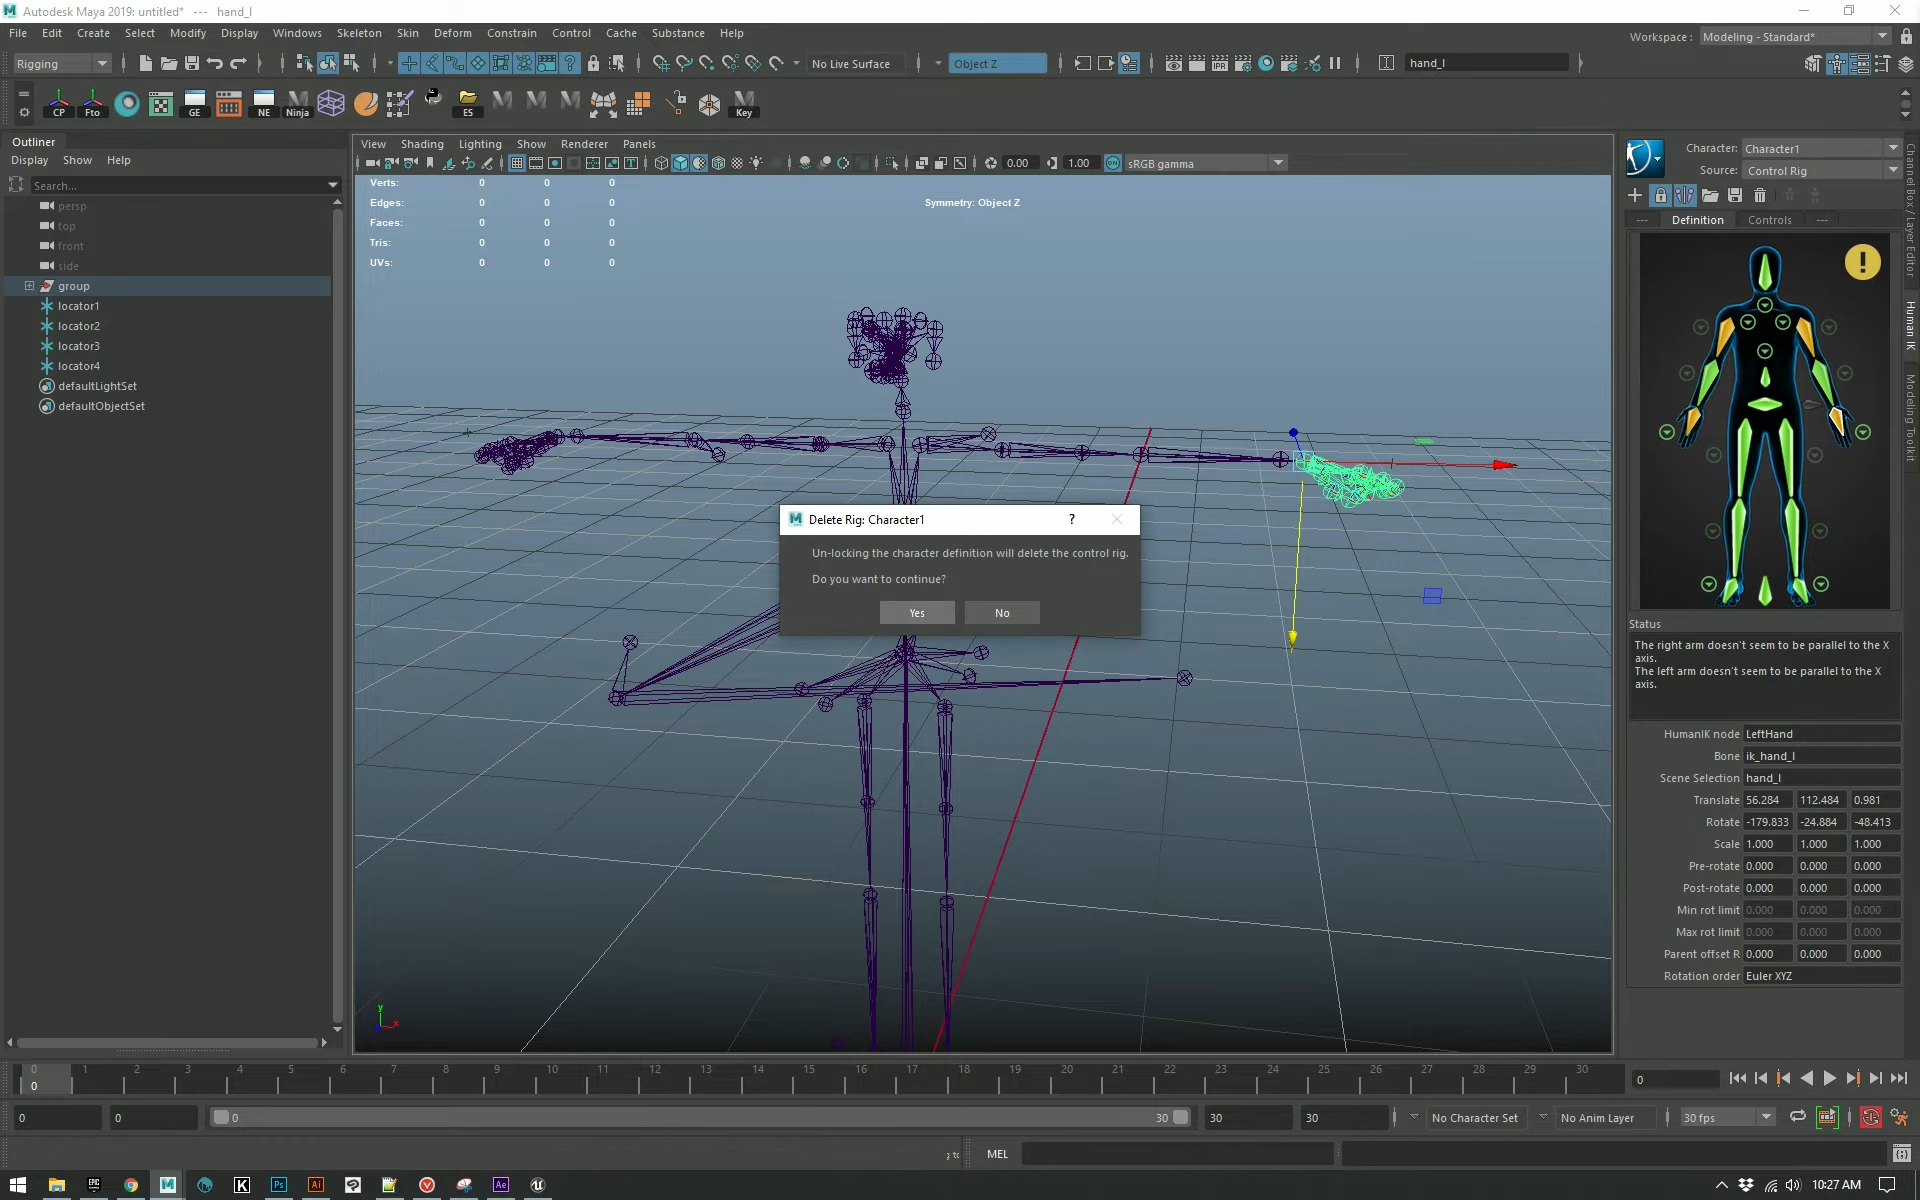 Autodesk Maya 2019: untitled* --- hand_l
File Edit Create Select Modify Display Windows Skeleton Skin Deform Constrain Control Cache Substance Help
Workspace : Modeling - Standard*
Rigging No Live Surface Object Z hand_l
CP Fto GE NE Ninja ES Key
IPR
Outliner
Display Show Help
Search...
persp
top
front
side
group
locator1
locator2
locator3
locator4
defaultLightSet
defaultObjectSet
View Shading Lighting Show Renderer Panels
0.00 1.00 ON sRGB gamma
Verts: 0 0 0
Edges: 0 0 0
Faces: 0 0 0
Tris: 0 0 0
UVs: 0 0 0
Symmetry: Object Z
Delete Rig: Character1 ?
Un-locking the character definition will delete the control rig.
Do you want to continue?
Yes No
y
x
Character: Character1
Source: Control Rig
--- Definition Controls ---
!
Status
The right arm doesn't seem to be parallel to the X
axis.
The left arm doesn't seem to be parallel to the X
axis.
HumanIK node LeftHand
Bone ik_hand_l
Scene Selection hand_l
Translate 56.284 112.484 0.981
Rotate -179.833 -24.884 -48.413
Scale 1.000 1.000 1.000
Pre-rotate 0.000 0.000 0.000
Post-rotate 0.000 0.000 0.000
Min rot limit 0.000 0.000 0.000
Max rot limit 0.000 0.000 0.000
Parent offset R 0.000 0.000 0.000
Rotation order Euler XYZ
Channel Box / Layer Editor
Human IK
Modeling Toolkit
0 1 2 3 4 5 6 7 8 9 10 11 12 13 14 15 16 17 18 19 20 21 22 23 24 25 26 27 28 29 30
0
0
0 0 0 30 30 30 No Character Set No Anim Layer 30 fps
MEL
EPIC K Ps Ai Ae
10:27 AM